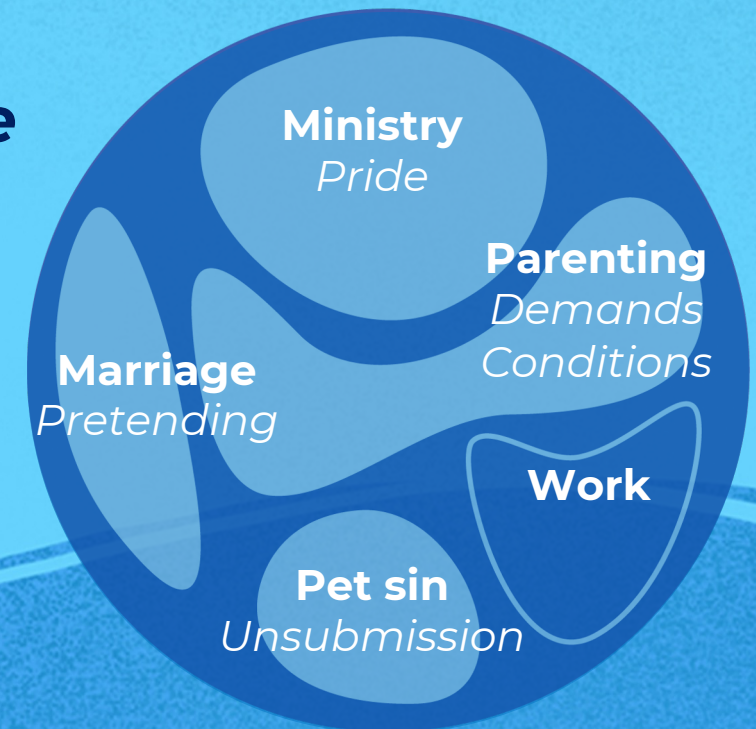 e
Ministry
Pride
Parenting
Demands
Conditions
Marriage
Pretending
Work
Pet sin
Unsubmission